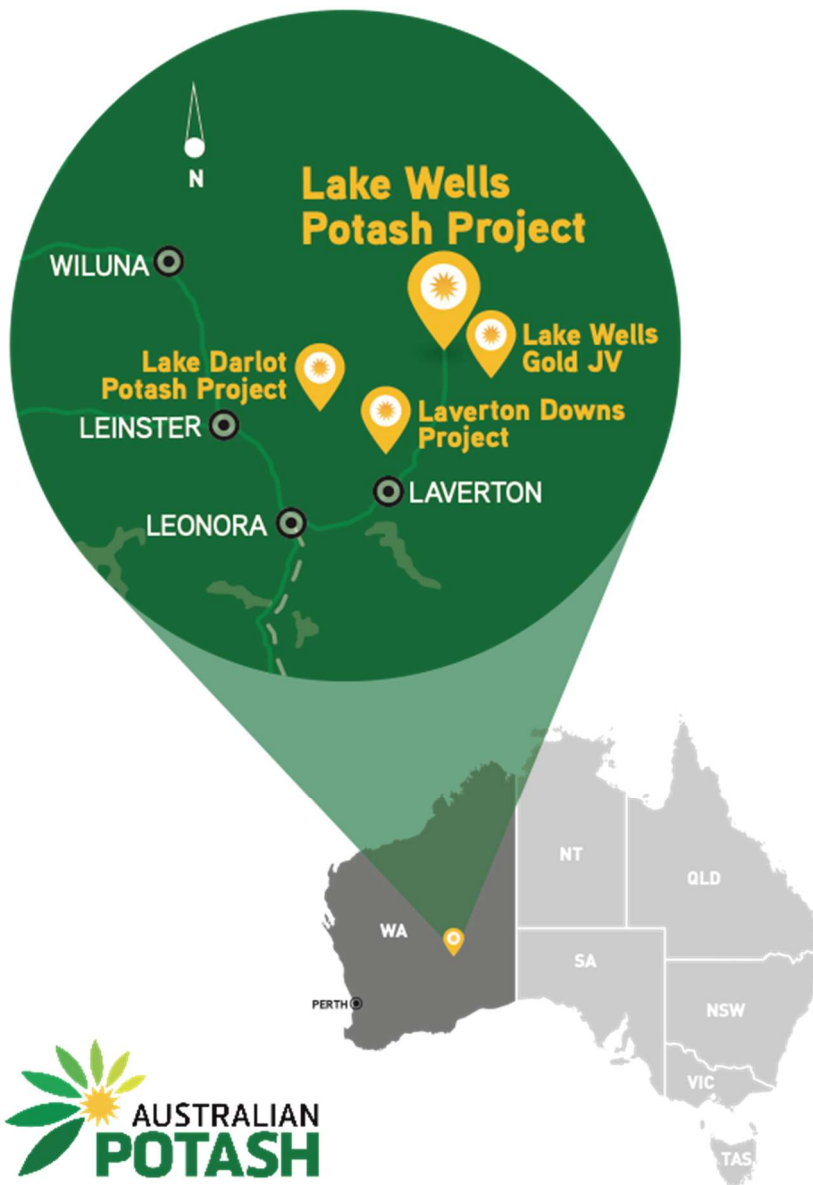 N
Lake Wells
Potash Project
WILUNA
Lake Wells
Gold JV
Lake Darlot
Potash Project
Laverton Downs
Project
LEINSTER
LAVERTON
LEONORA
NT
QLD
WA
SA
PERTH
NSW
VIC
TAS
AUSTRALIAN
POTASH